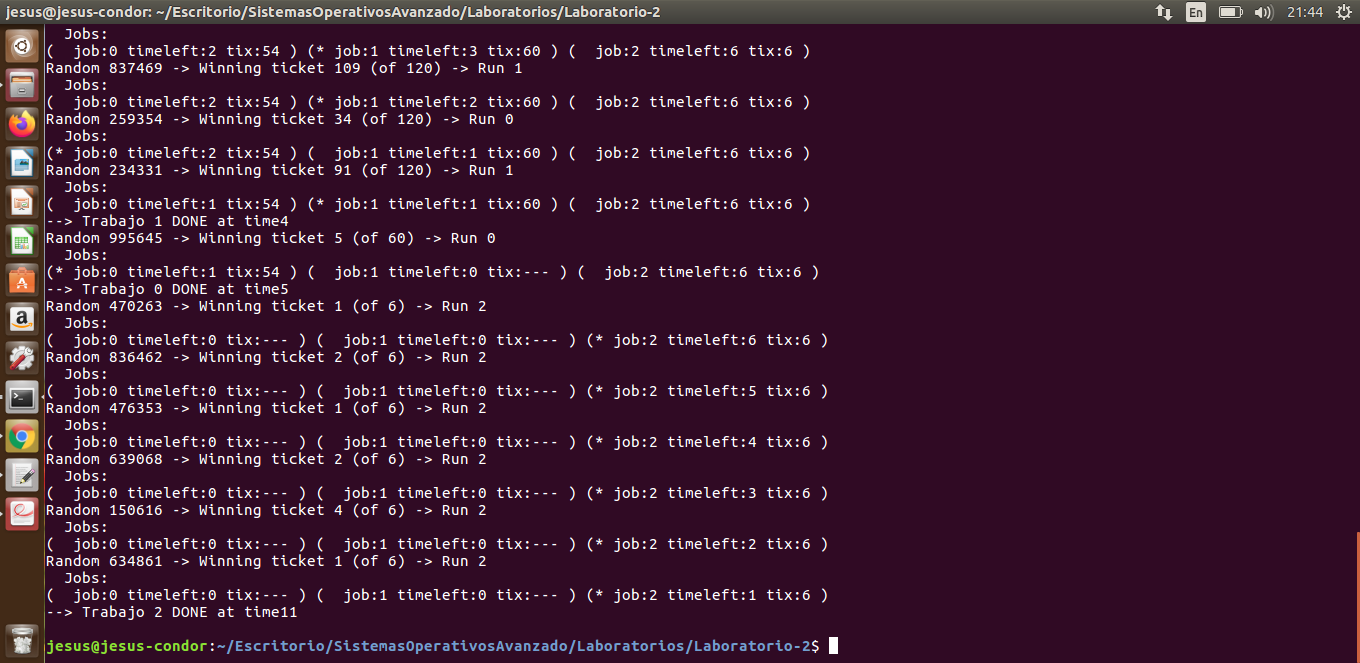 jesus@jesus-condor: ~/Escritorio/SistemasOperativosAvanzado/Laboratorios/Laboratorio-2 En 21:44
  Jobs:
(  job:0 timeleft:2 tix:54 ) (* job:1 timeleft:3 tix:60 ) (  job:2 timeleft:6 tix:6 )
Random 837469 -> Winning ticket 109 (of 120) -> Run 1
  Jobs:
(  job:0 timeleft:2 tix:54 ) (* job:1 timeleft:2 tix:60 ) (  job:2 timeleft:6 tix:6 )
Random 259354 -> Winning ticket 34 (of 120) -> Run 0
  Jobs:
(* job:0 timeleft:2 tix:54 ) (  job:1 timeleft:1 tix:60 ) (  job:2 timeleft:6 tix:6 )
Random 234331 -> Winning ticket 91 (of 120) -> Run 1
  Jobs:
(  job:0 timeleft:1 tix:54 ) (* job:1 timeleft:1 tix:60 ) (  job:2 timeleft:6 tix:6 )
--> Trabajo 1 DONE at time4
Random 995645 -> Winning ticket 5 (of 60) -> Run 0
  Jobs:
(* job:0 timeleft:1 tix:54 ) (  job:1 timeleft:0 tix:--- ) (  job:2 timeleft:6 tix:6 )
--> Trabajo 0 DONE at time5
Random 470263 -> Winning ticket 1 (of 6) -> Run 2
  Jobs:
(  job:0 timeleft:0 tix:--- ) (  job:1 timeleft:0 tix:--- ) (* job:2 timeleft:6 tix:6 )
Random 836462 -> Winning ticket 2 (of 6) -> Run 2
  Jobs:
(  job:0 timeleft:0 tix:--- ) (  job:1 timeleft:0 tix:--- ) (* job:2 timeleft:5 tix:6 )
Random 476353 -> Winning ticket 1 (of 6) -> Run 2
  Jobs:
(  job:0 timeleft:0 tix:--- ) (  job:1 timeleft:0 tix:--- ) (* job:2 timeleft:4 tix:6 )
Random 639068 -> Winning ticket 2 (of 6) -> Run 2
  Jobs:
(  job:0 timeleft:0 tix:--- ) (  job:1 timeleft:0 tix:--- ) (* job:2 timeleft:3 tix:6 )
Random 150616 -> Winning ticket 4 (of 6) -> Run 2
  Jobs:
(  job:0 timeleft:0 tix:--- ) (  job:1 timeleft:0 tix:--- ) (* job:2 timeleft:2 tix:6 )
Random 634861 -> Winning ticket 1 (of 6) -> Run 2
  Jobs:
(  job:0 timeleft:0 tix:--- ) (  job:1 timeleft:0 tix:--- ) (* job:2 timeleft:1 tix:6 )
--> Trabajo 2 DONE at time11
jesus@jesus-condor:~/Escritorio/SistemasOperativosAvanzado/Laboratorios/Laboratorio-2$